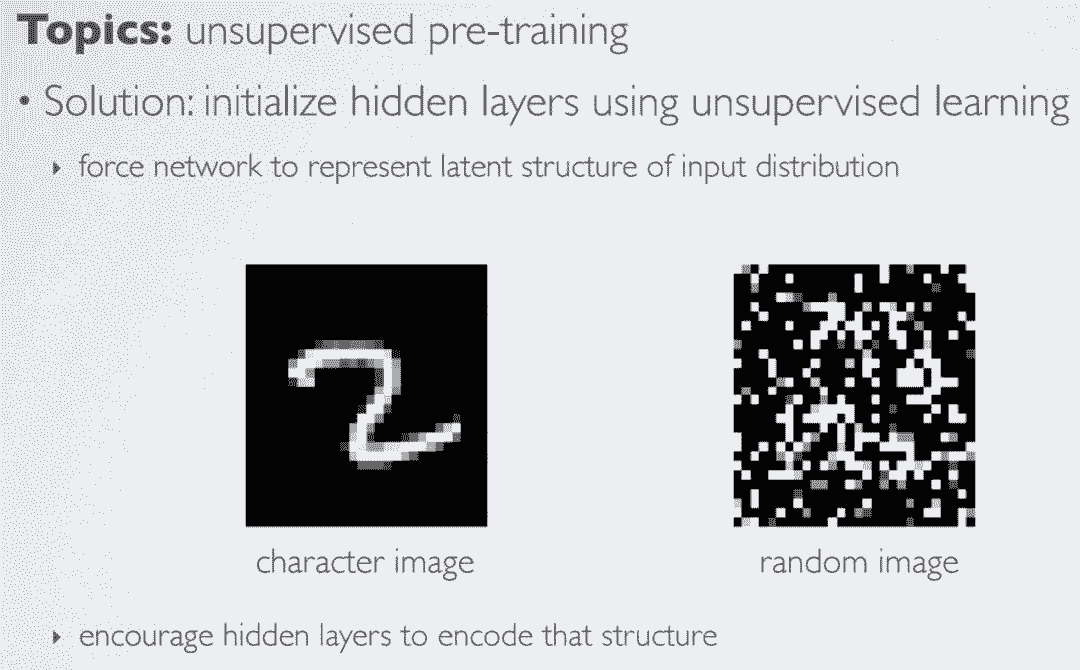 Topics: unsupervised pre-training
• Solution: initialize hidden layers using unsupervised learning
‣ force network to represent latent structure of input distribution
character image
random image
‣ encourage hidden layers to encode that structure